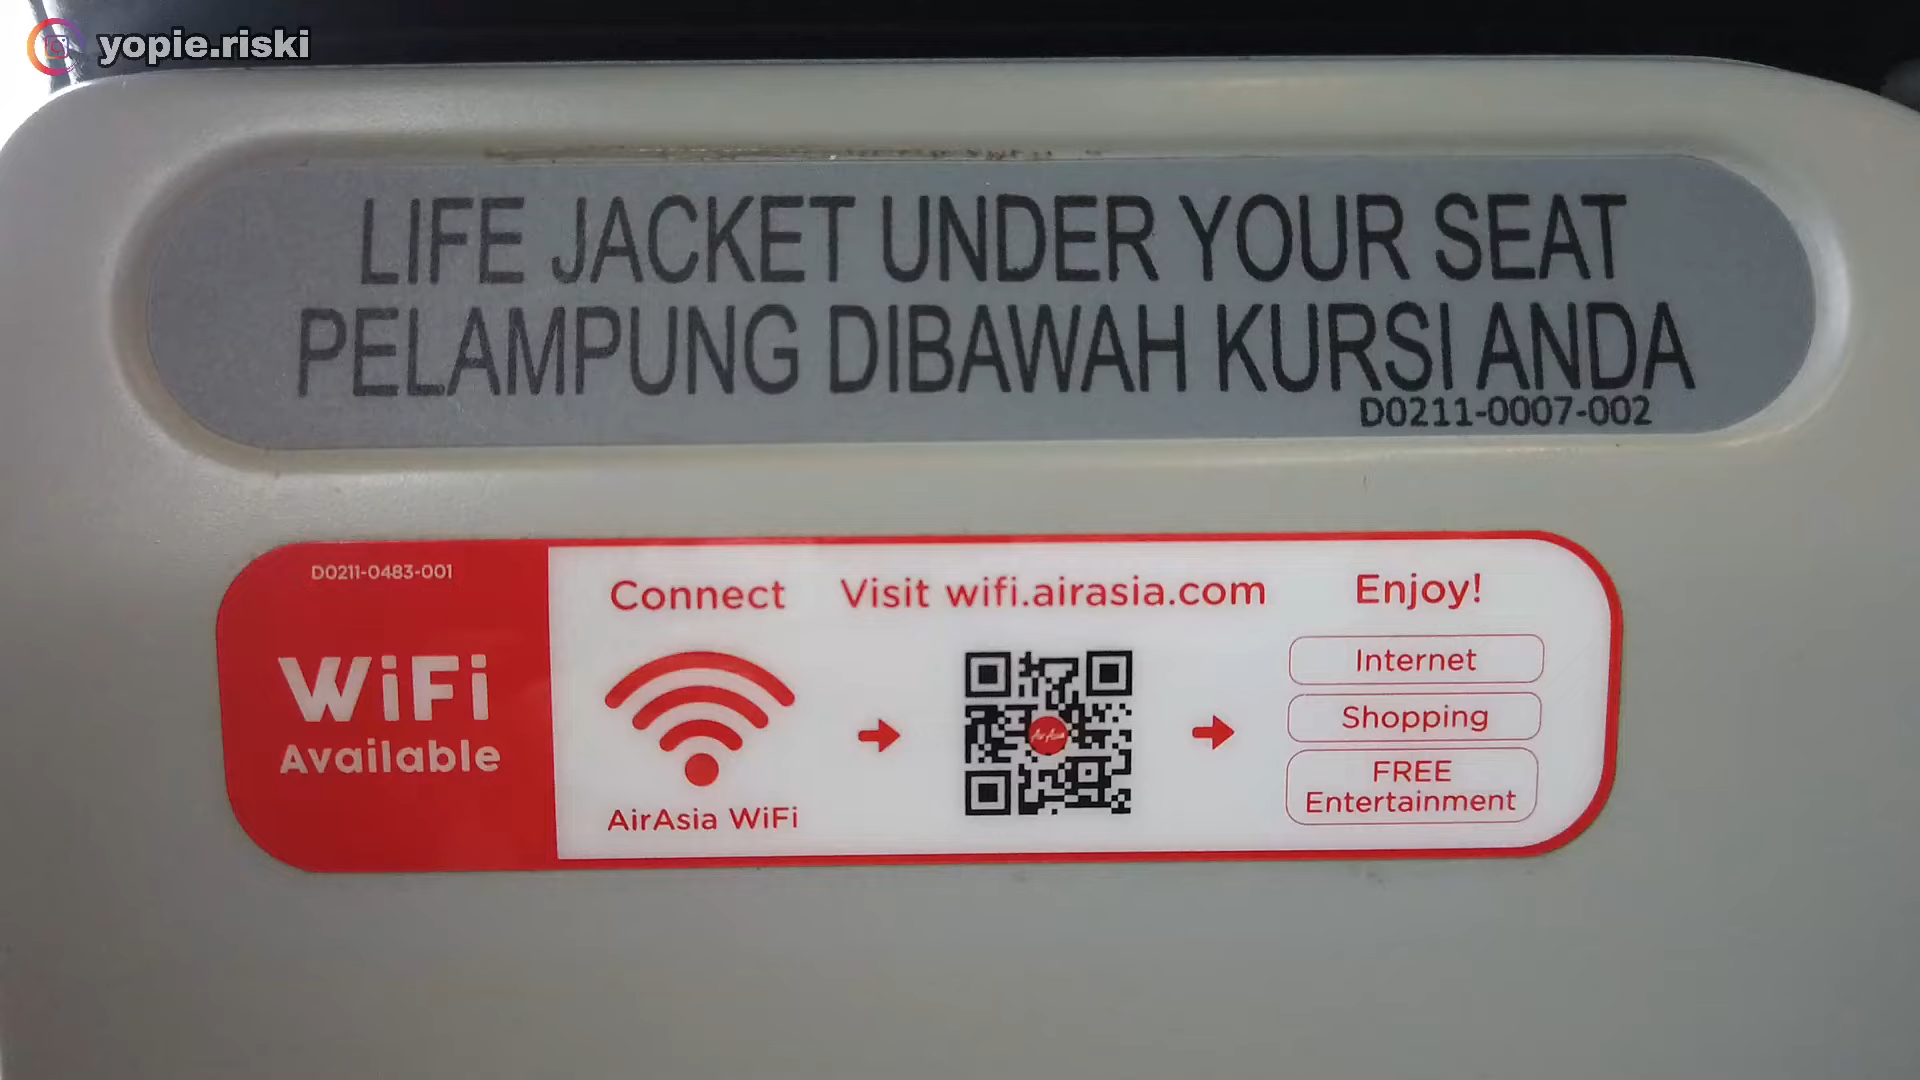 yopie.riski
LIFE JACKET UNDER YOUR SEAT
PELAMPUNG DIBAWAH KURSI ANDA
D0211-0007-002
D0211-0483-001
WiFi
Available
Connect
AirAsia WiFi
Visit wifi.airasia.com
AirAsia
Enjoy!
Internet
Shopping
FREE
Entertainment